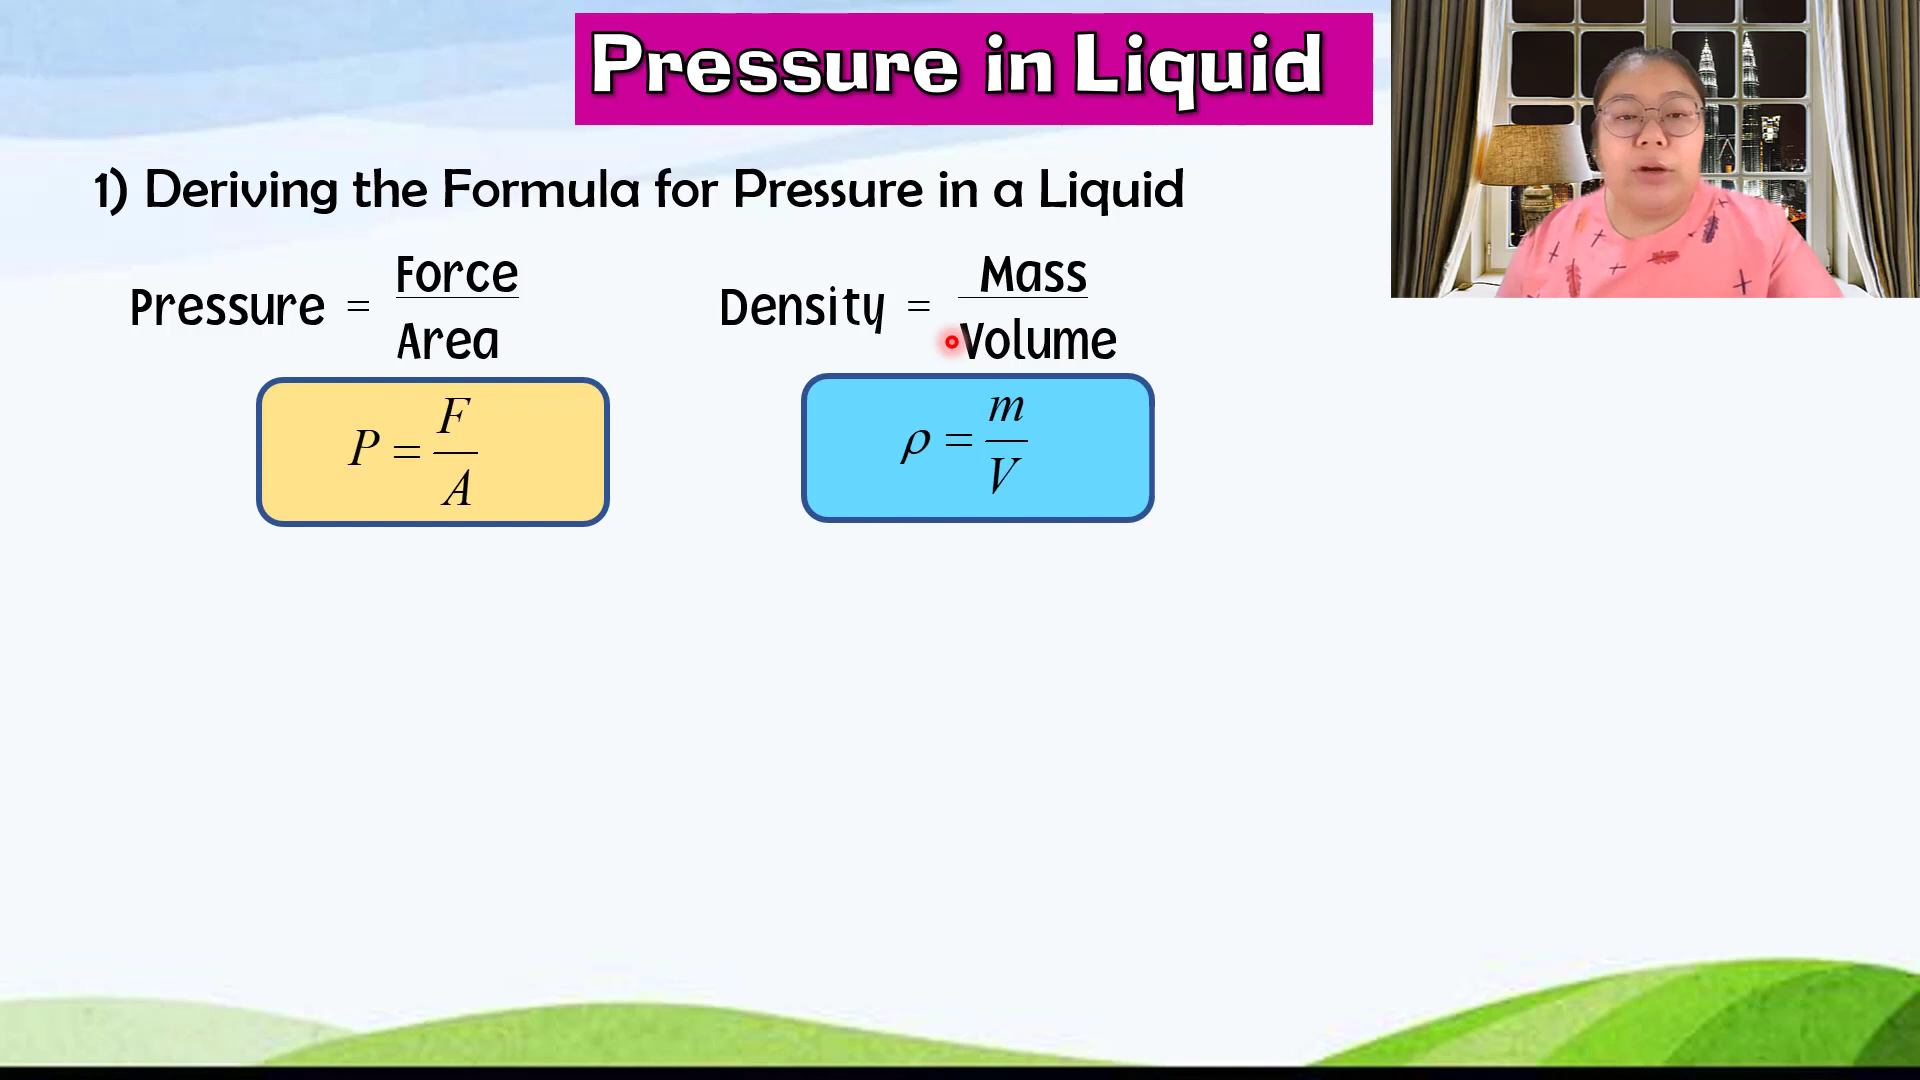 Pressure in Liquid
1) Deriving the Formula for Pressure in a Liquid
Pressure = Force
Area
Density = Mass
Volume
P = F
A
ρ = m
V